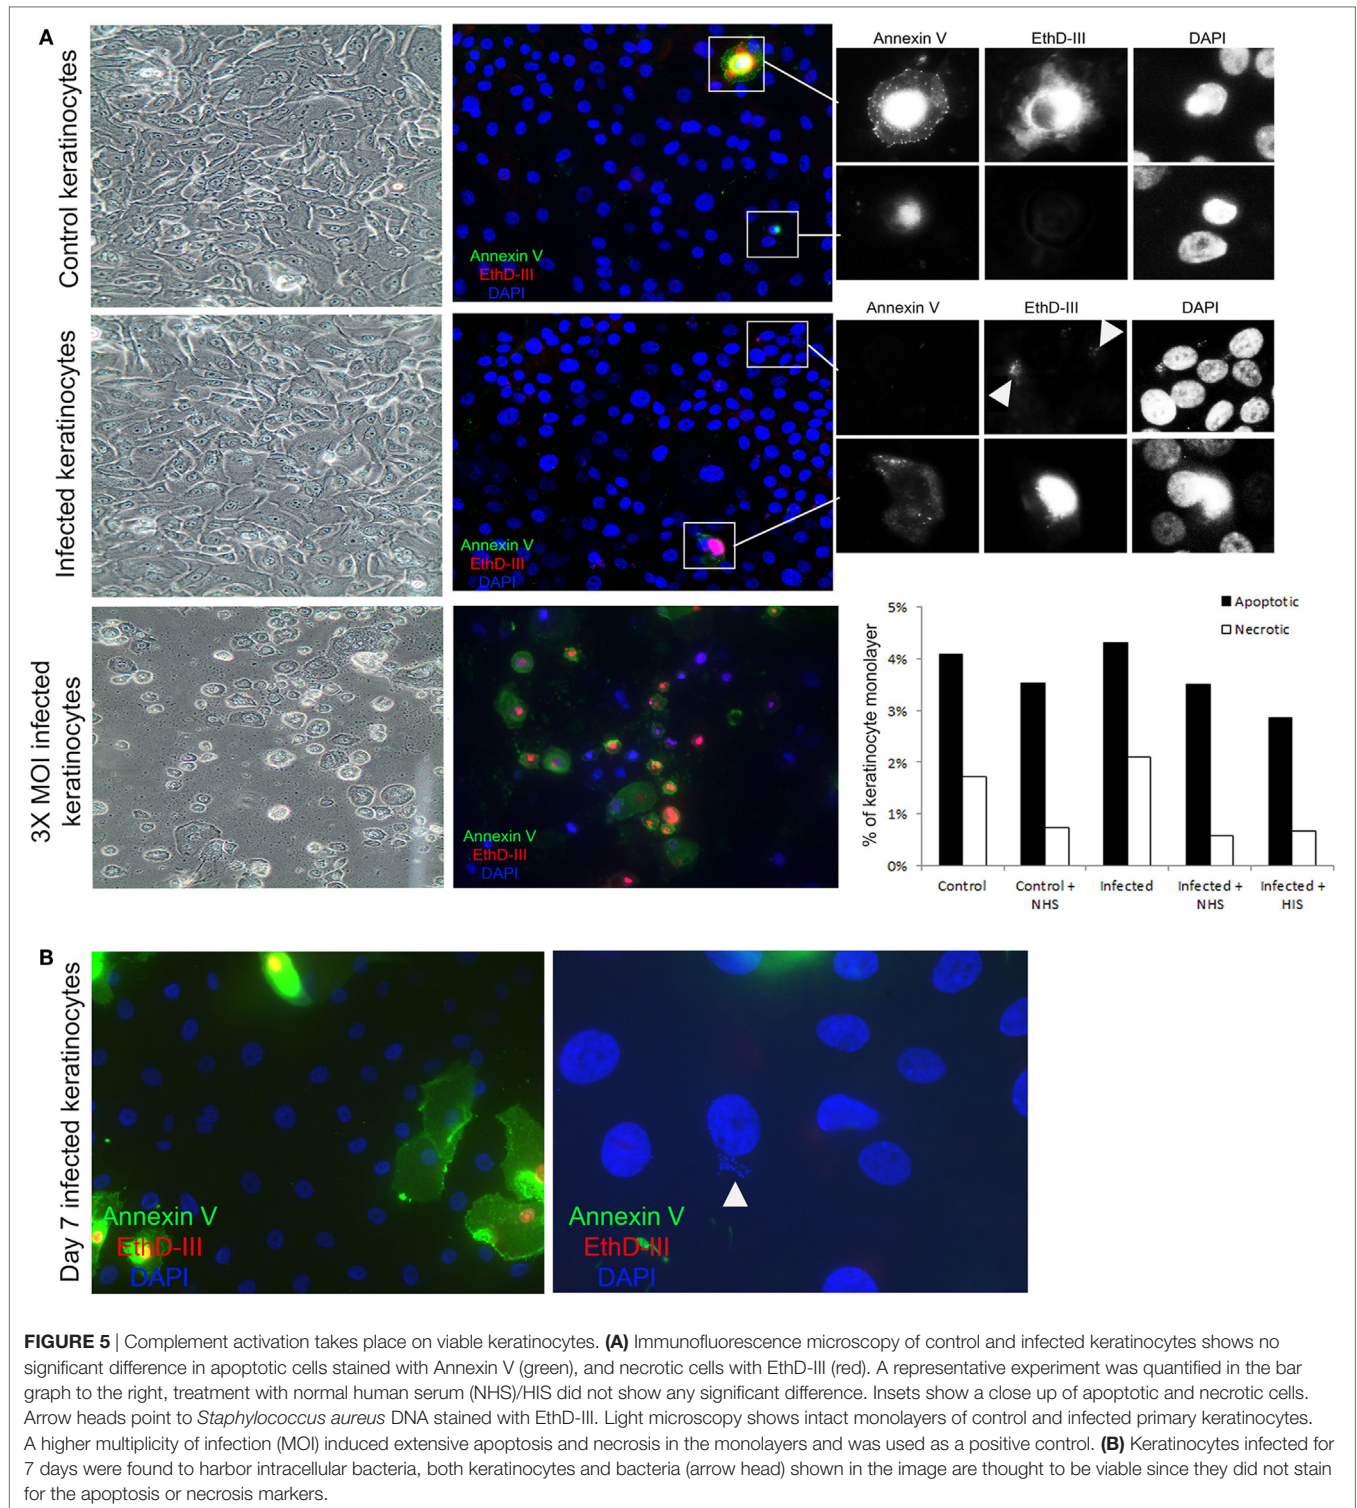 A
Control keratinocytes
Annexin V
EthD-III
DAPI
Annexin V EthD-III DAPI
Infected keratinocytes
Annexin V
EthD-III
DAPI
Annexin V EthD-III DAPI
3X MOI infected
keratinocytes
Annexin V
EthD-III
DAPI
% of keratinocyte monolayer
5%
4%
3%
2%
1%
0%
Apoptotic
Necrotic
Control
Control +
NHS
Infected
Infected +
NHS
Infected +
HIS
B
Day 7 infected keratinocytes
Annexin V
EthD-III
DAPI
Annexin V
EthD-III
DAPI
FIGURE 5 | Complement activation takes place on viable keratinocytes. (A) Immunofluorescence microscopy of control and infected keratinocytes shows no
significant difference in apoptotic cells stained with Annexin V (green), and necrotic cells with EthD-III (red). A representative experiment was quantified in the bar
graph to the right, treatment with normal human serum (NHS)/HIS did not show any significant difference. Insets show a close up of apoptotic and necrotic cells.
Arrow heads point to Staphylococcus aureus DNA stained with EthD-III. Light microscopy shows intact monolayers of control and infected primary keratinocytes.
A higher multiplicity of infection (MOI) induced extensive apoptosis and necrosis in the monolayers and was used as a positive control. (B) Keratinocytes infected for
7 days were found to harbor intracellular bacteria, both keratinocytes and bacteria (arrow head) shown in the image are thought to be viable since they did not stain
for the apoptosis or necrosis markers.